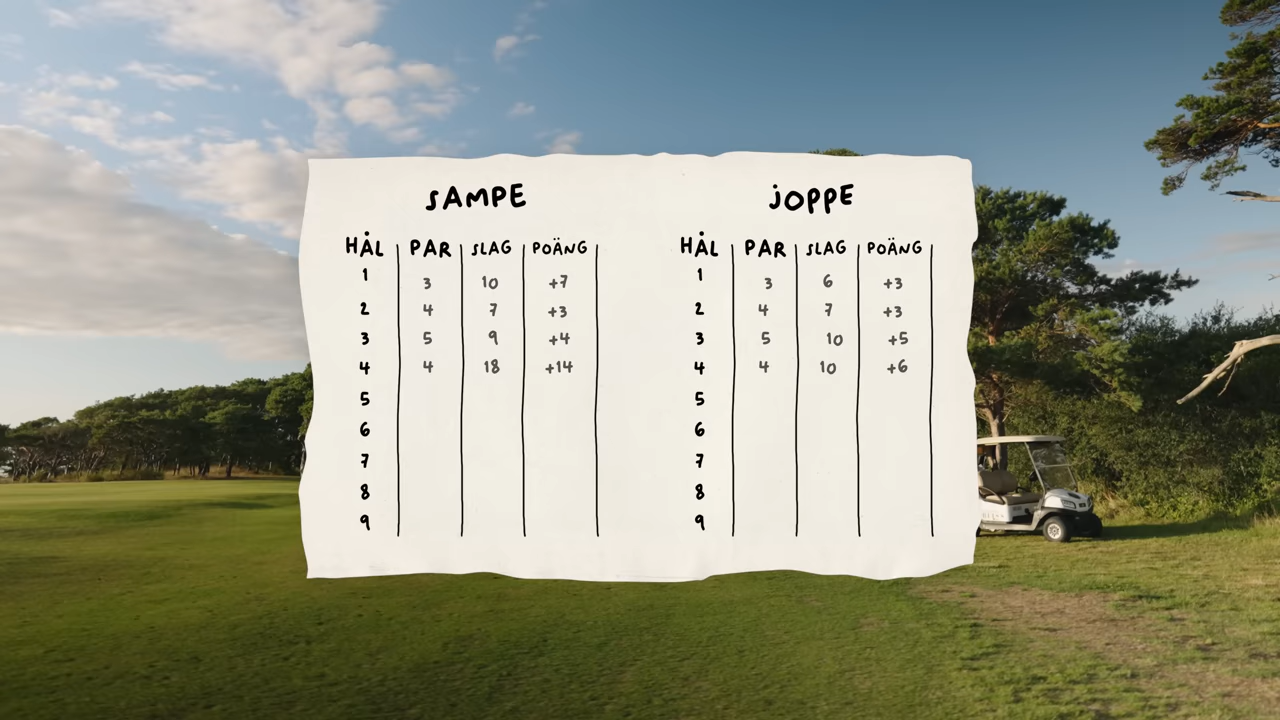 SAMPE
HÅL PAR SLAG POÄNG
1 3 10 +7
2 4 7 +3
3 5 9 +4
4 4 18 +14
5
6
7
8
9
JOPPE
HÅL PAR SLAG POÄNG
1 3 6 +3
2 4 7 +3
3 5 10 +5
4 4 10 +6
5
6
7
8
9